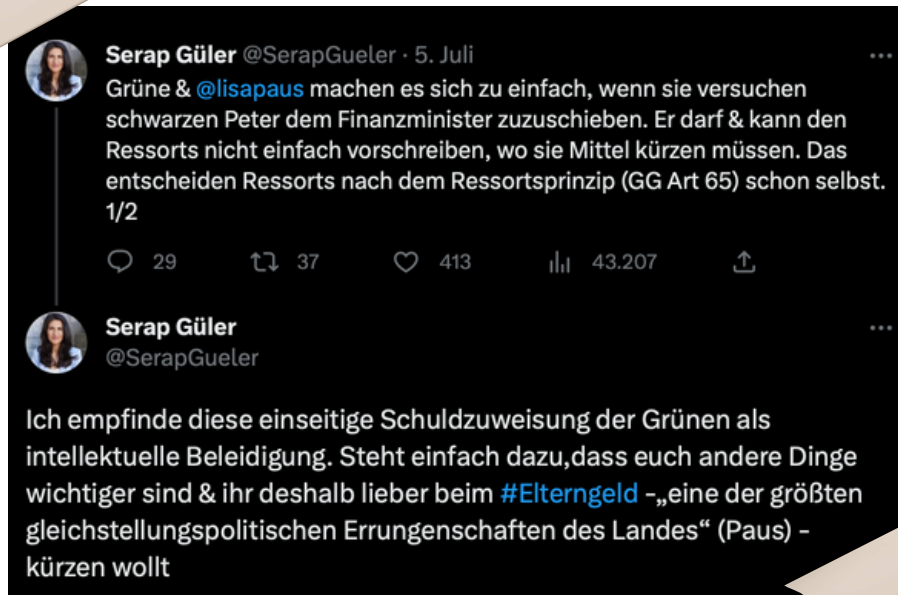 Serap Güler @SerapGueler · 5. Juli
Grüne & @lisapaus machen es sich zu einfach, wenn sie versuchen
schwarzen Peter dem Finanzminister zuzuschieben. Er darf & kann den
Ressorts nicht einfach vorschreiben, wo sie Mittel kürzen müssen. Das
entscheiden Ressorts nach dem Ressortsprinzip (GG Art 65) schon selbst.
1/2
29 37 413 43.207
Serap Güler
@SerapGueler
Ich empfinde diese einseitige Schuldzuweisung der Grünen als
intellektuelle Beleidigung. Steht einfach dazu,dass euch andere Dinge
wichtiger sind & ihr deshalb lieber beim #Elterngeld -„eine der größten
gleichstellungspolitischen Errungenschaften des Landes“ (Paus) -
kürzen wollt